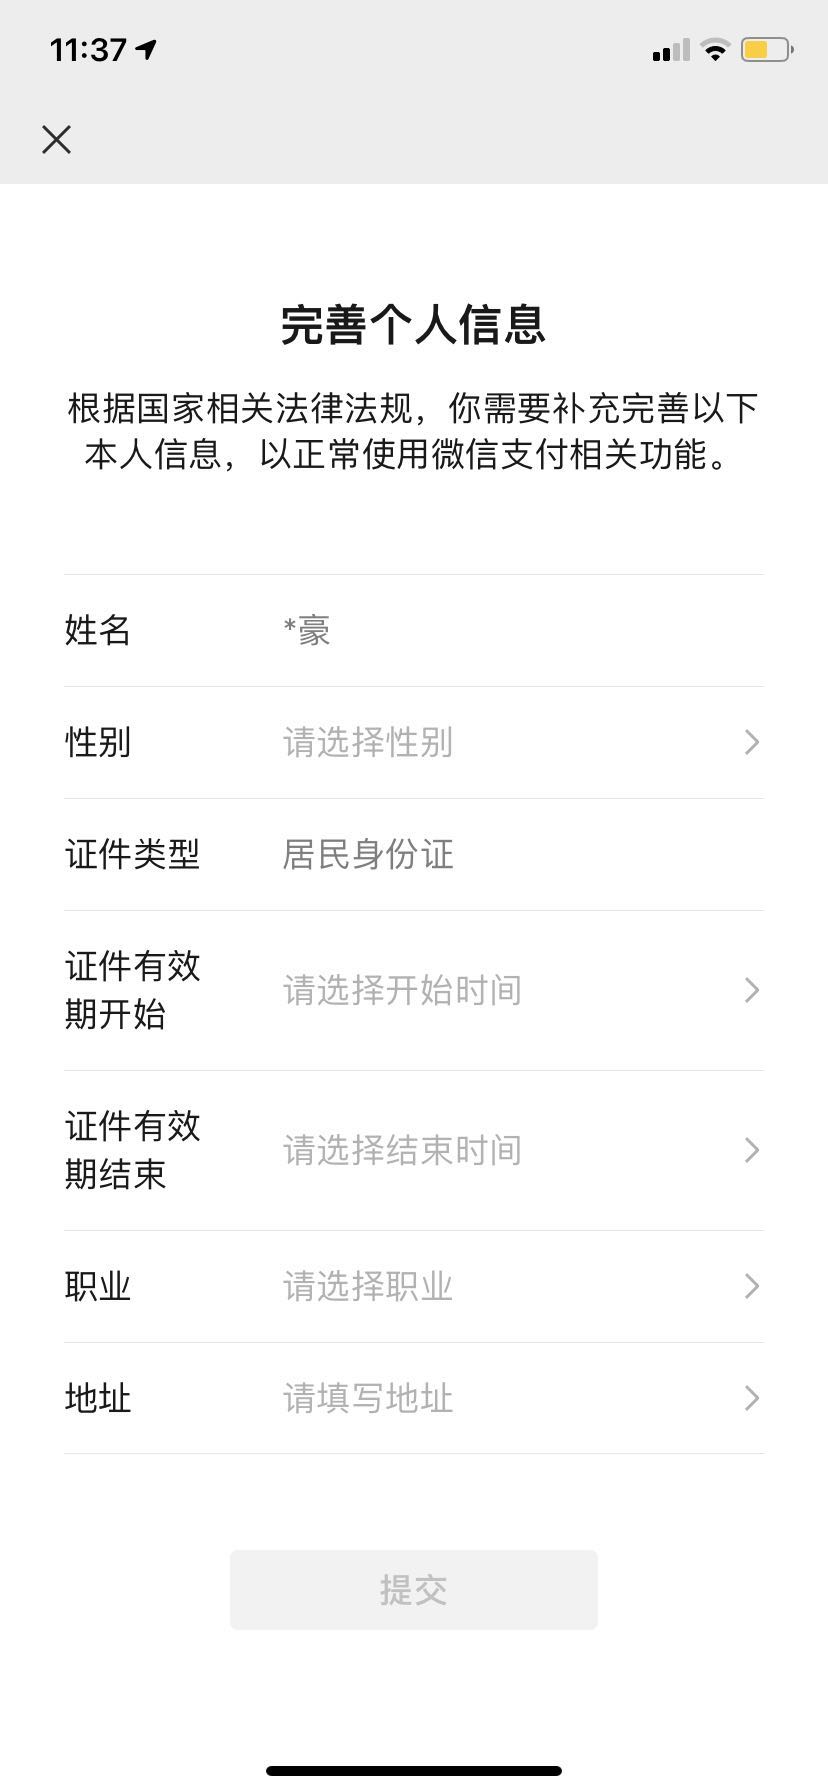 11:37
完善个人信息
根据国家相关法律法规，你需要补充完善以下
本人信息，以正常使用微信支付相关功能。
姓名 *豪
性别 请选择性别
证件类型 居民身份证
证件有效
期开始
请选择开始时间
证件有效
期结束
请选择结束时间
职业 请选择职业
地址 请填写地址
提交